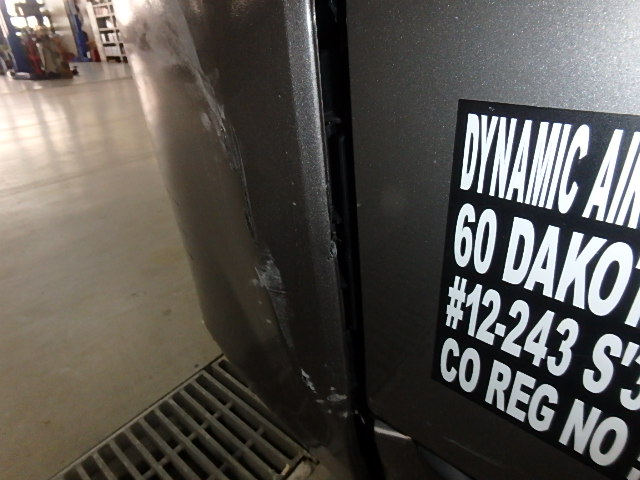 DYNAMIC AI
60 DAKO
#12-243 S'
CO REG NO